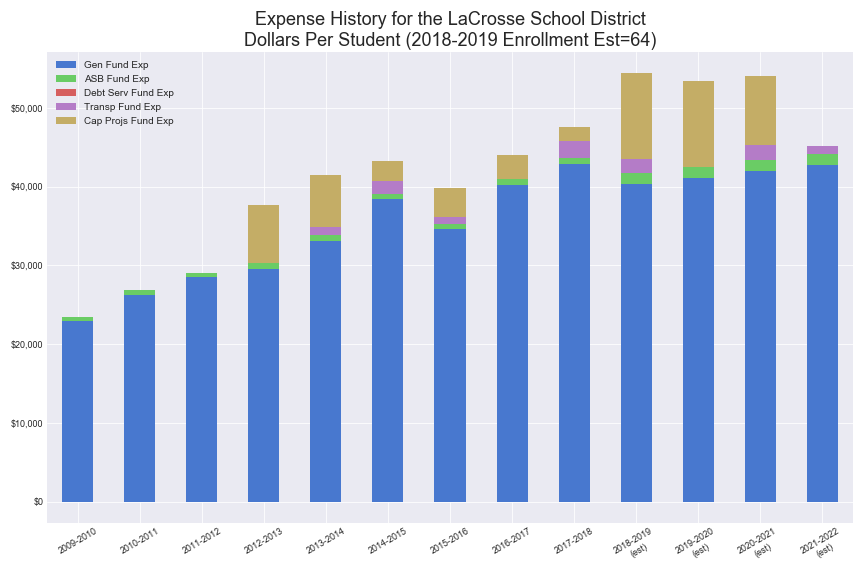 Expense History for the LaCrosse School District
Dollars Per Student (2018-2019 Enrollment Est=64)
Gen Fund Exp
ASB Fund Exp
Debt Serv Fund Exp
Transp Fund Exp
Cap Projs Fund Exp
$50,000
$40,000
$30,000
$20,000
$10,000
$0
2009-2010
2010-2011
2011-2012
2012-2013
2013-2014
2014-2015
2015-2016
2016-2017
2017-2018
2018-2019
(est)
2019-2020
(est)
2020-2021
(est)
2021-2022
(est)